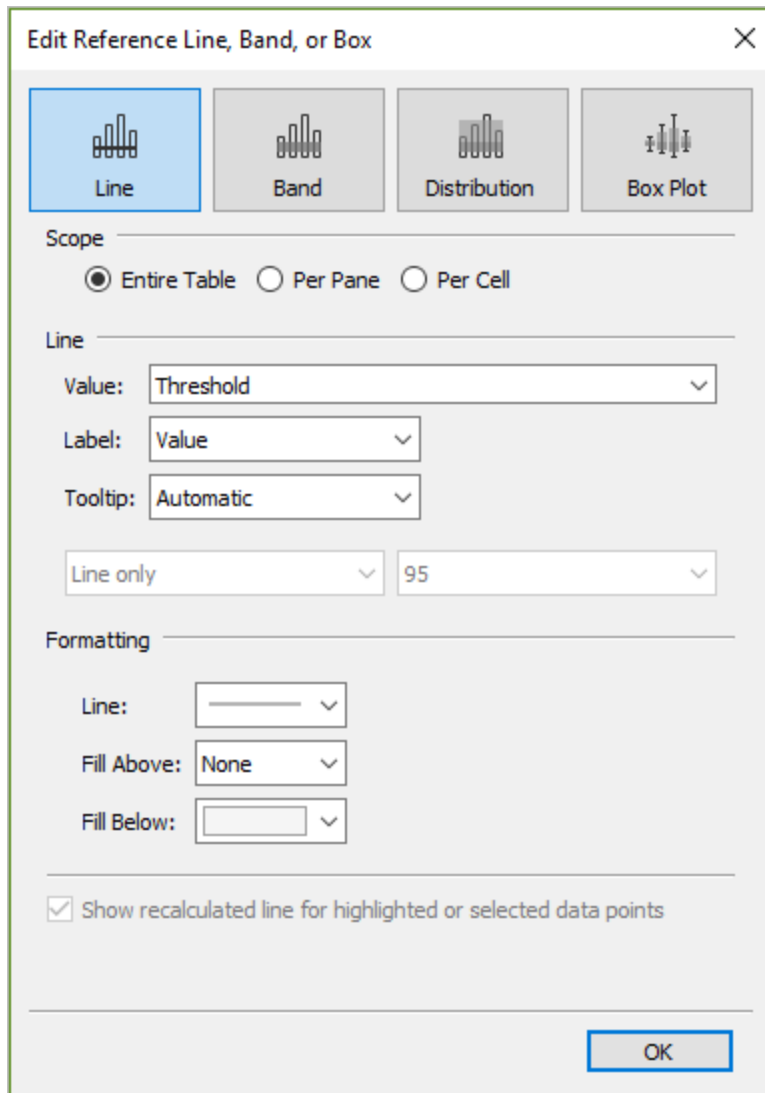 Edit Reference Line, Band, or Box
Line Band Distribution Box Plot
Scope
Entire Table Per Pane Per Cell
Line
Value: Threshold
Label: Value
Tooltip: Automatic
Line only 95
Formatting
Line:
Fill Above: None
Fill Below:
Show recalculated line for highlighted or selected data points
OK